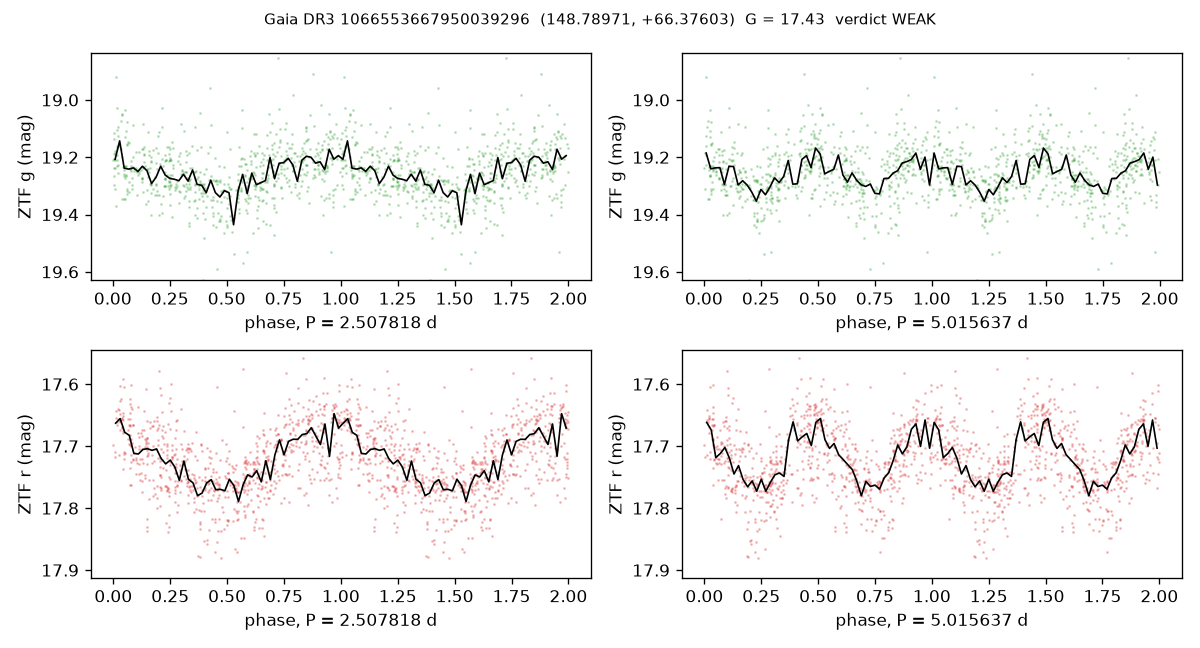 Gaia DR3 1066553667950039296 (148.78971, +66.37603) G = 17.43 verdict WEAK
ZTF g (mag)
19.0
19.2
19.4
19.6
0.00 0.25 0.50 0.75 1.00 1.25 1.50 1.75 2.00
phase, P = 2.507818 d
ZTF g (mag)
19.0
19.2
19.4
19.6
0.00 0.25 0.50 0.75 1.00 1.25 1.50 1.75 2.00
phase, P = 5.015637 d
ZTF r (mag)
17.6
17.7
17.8
17.9
0.00 0.25 0.50 0.75 1.00 1.25 1.50 1.75 2.00
phase, P = 2.507818 d
ZTF r (mag)
17.6
17.7
17.8
17.9
0.00 0.25 0.50 0.75 1.00 1.25 1.50 1.75 2.00
phase, P = 5.015637 d